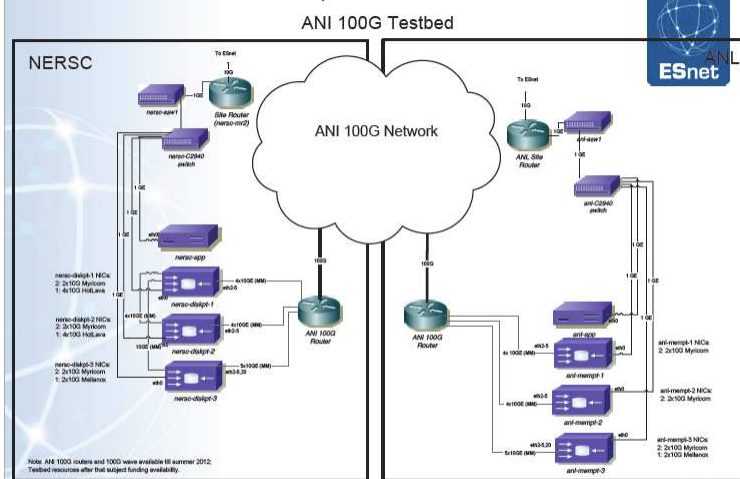 ANI 100G Testbed
NERSC
ANL
ESnet
To ESnet
10G
1GE
nersc-asw1
Site Router
(nersc-mr2)
nersc-C2940
switch
ANI 100G Network
To ESnet
10G
1GE
ANL Site
Router
anl-asw1
1 GE
anl-C2940
switch
1 GE
1 GE
1 GE
1 GE
eth0
nersc-app
nersc-diskpt-1 NICs:
2: 2x10G Myricom
1: 4x10G HotLava
eth0
nersc-diskpt-1
4x10GE (MM)
eth2-5
nersc-diskpt-2 NICs:
2: 2x10G Myricom
1: 4x10G HotLava
4x10GE (MM)
nersc-diskpt-2
4x10GE (MM)
eth2-5
nersc-diskpt-3 NICs:
2: 2x10G Myricom
1: 2x10G Mellanox
10GE (MM)
eth0
nersc-diskpt-3
5x10GE (MM)
eth2-5,20
100G
ANI 100G
Router
100G
ANI 100G
Router
1 GE
1 GE
1 GE
eth0
anl-app
eth2-5
4x 10GE (MM)
eth0
anl-mempt-1
anl-mempt-1 NICs:
2: 2x10G Myricom
eth2-5
4x10GE (MM)
eth0
anl-mempt-2
anl-mempt-2 NICs:
2: 2x10G Myricom
eth2-5,20
5x10GE (MM)
eth0
anl-mempt-3
anl-mempt-3 NICs:
2: 2x10G Myricom
1: 2x10G Mellanox
Note: ANI 100G routers and 100G wave available till summer 2012;
Testbed resources after that subject funding availability.